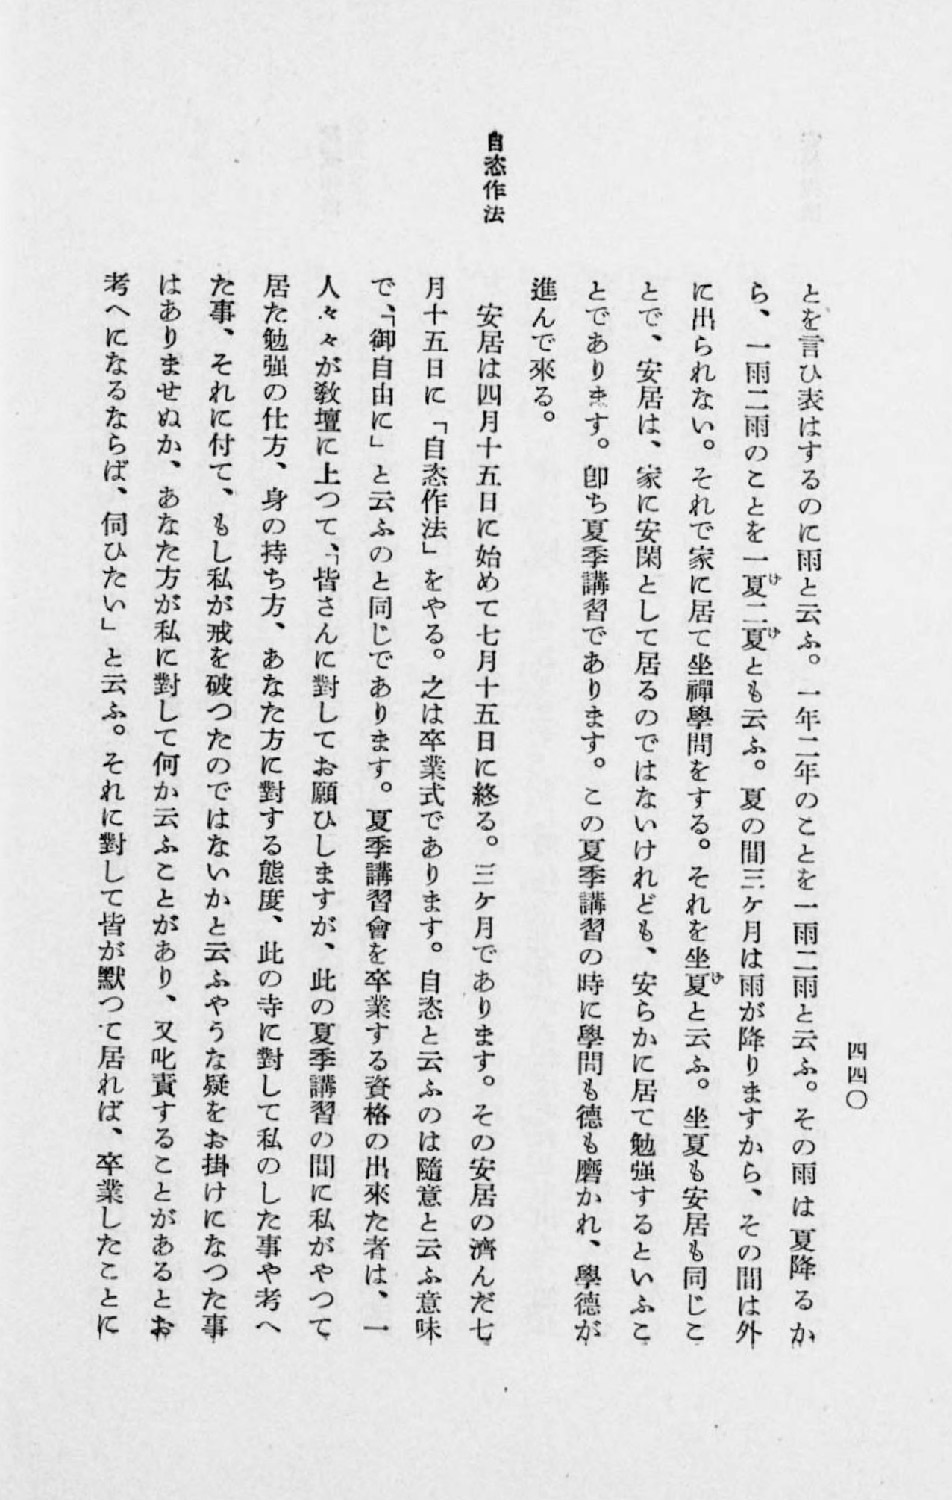 四四〇
とを言ひ表はすのに雨と云ふ。一年二年のことを一雨二雨と云ふ。その雨は夏降るか
ら、一雨二雨のことを一夏二夏とも云ふ。夏の間三ケ月は雨が降りますから、その間は外
に出られない。それで家に居て坐禪學問をする。それを坐夏と云ふ。坐夏も安居も同じこ
とで、安居は、家に安閑として居るのではないけれども、安らかに居て勉强するといふこ
とであります。卽ち夏季講習であります。この夏季講習の時に學問も德も磨かれ、學德が
進んで來る。
自恣作法
安居は四月十五日に始めて七月十五日に終る。三ケ月であります。その安居の濟んだ七
月十五日に「自恣作法」をやる。之は卒業式であります。自恣と云ふのは隨意と云ふ意味
で、「御自由に」と云ふのと同じであります。夏季講習會を卒業する資格の出來た者は、一
人々々が敎壇に上つて、「皆さんに對してお願ひしますが、此の夏季講習の間に私がやつて
居た勉强の仕方、身の持ち方、あなた方に對する態度、此の寺に對して私のした事や考へ
た事、それに付て、もし私が戒を破つたのではないかと云ふやうな疑をお掛けになつた事
はありませぬか、あなた方が私に對して何か云ふことがあり、又叱責することがあるとお
考へになるならば、伺ひたい」と云ふ。それに對して皆が默つて居れば、卒業したことに